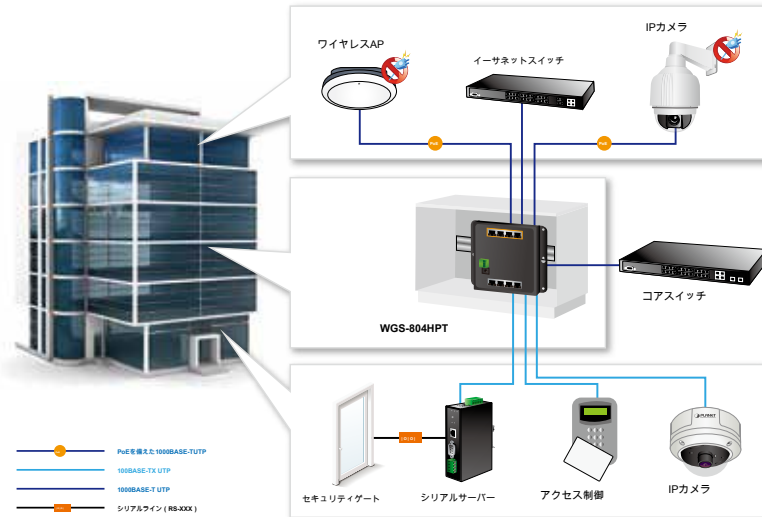 ワイヤレスAP
イーサネットスイッチ
IPカメラ
PoE
PoE
コアスイッチ
WGS-804HPT
PLANET
セキュリティゲート
シリアルサーバー
アクセス制御
IPカメラ
PoEを備えた1000BASE-TUTP
100BASE-TX UTP
1000BASE-T UTP
シリアルライン ( RS-XXX )